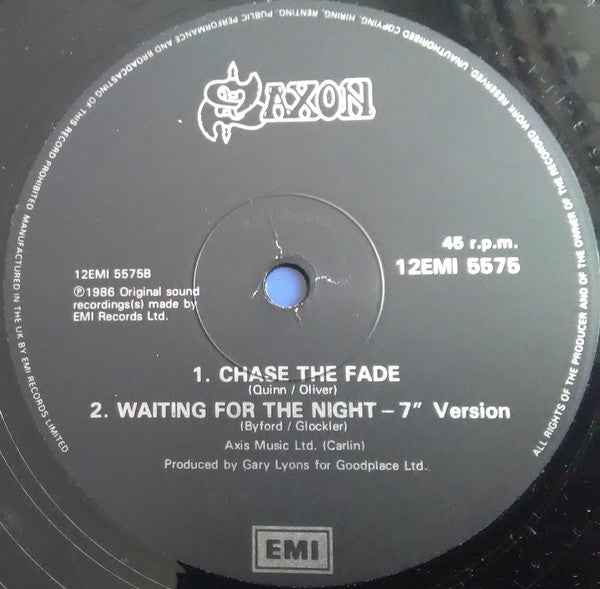 SAXON
45 r.p.m.
12EMI 5575
12EMI 5575B
℗1986 Original sound
recordings(s) made by
EMI Records Ltd.
1. CHASE THE FADE
(Quinn / Oliver)
2. WAITING FOR THE NIGHT – 7" Version
(Byford / Glockler)
Axis Music Ltd. (Carlin)
Produced by Gary Lyons for Goodplace Ltd.
EMI
ALL RIGHTS OF THE PRODUCER AND OF THE OWNER OF THE RECORDED WORK RESERVED. UNAUTHORISED COPYING, HIRING, RENTING, PUBLIC PERFORMANCE AND BROADCASTING OF THIS RECORD PROHIBITED. MANUFACTURED IN THE UK BY EMI RECORDS LIMITED